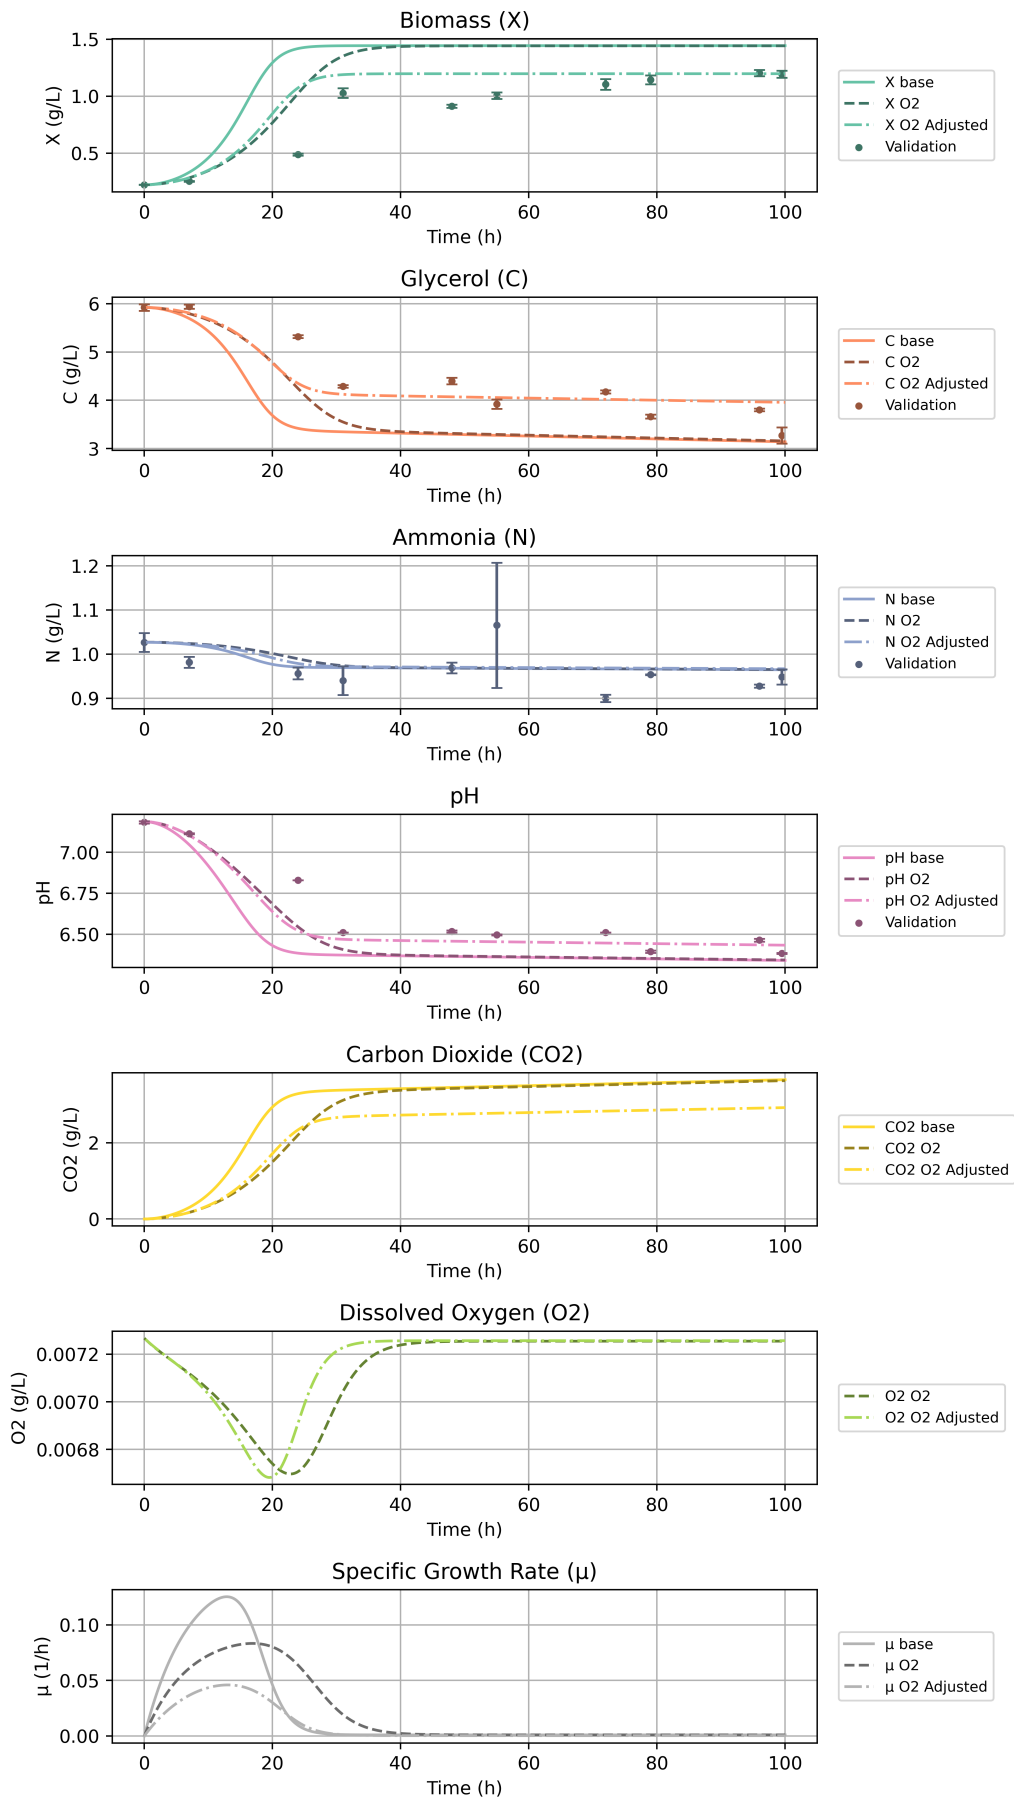 Biomass (X)
1.5
1.0
0.5
X (g/L)
0 20 40 60 80 100
Time (h)
X base
X O2
X O2 Adjusted
Validation
Glycerol (C)
6
5
4
3
C (g/L)
0 20 40 60 80 100
Time (h)
C base
C O2
C O2 Adjusted
Validation
Ammonia (N)
1.2
1.1
1.0
0.9
N (g/L)
0 20 40 60 80 100
Time (h)
N base
N O2
N O2 Adjusted
Validation
pH
7.00
6.75
6.50
pH
0 20 40 60 80 100
Time (h)
pH base
pH O2
pH O2 Adjusted
Validation
Carbon Dioxide (CO2)
2
0
CO2 (g/L)
0 20 40 60 80 100
Time (h)
CO2 base
CO2 O2
CO2 O2 Adjusted
Dissolved Oxygen (O2)
0.0072
0.0070
0.0068
O2 (g/L)
0 20 40 60 80 100
Time (h)
O2 O2
O2 O2 Adjusted
Specific Growth Rate (μ)
0.10
0.05
0.00
μ (1/h)
0 20 40 60 80 100
Time (h)
μ base
μ O2
μ O2 Adjusted